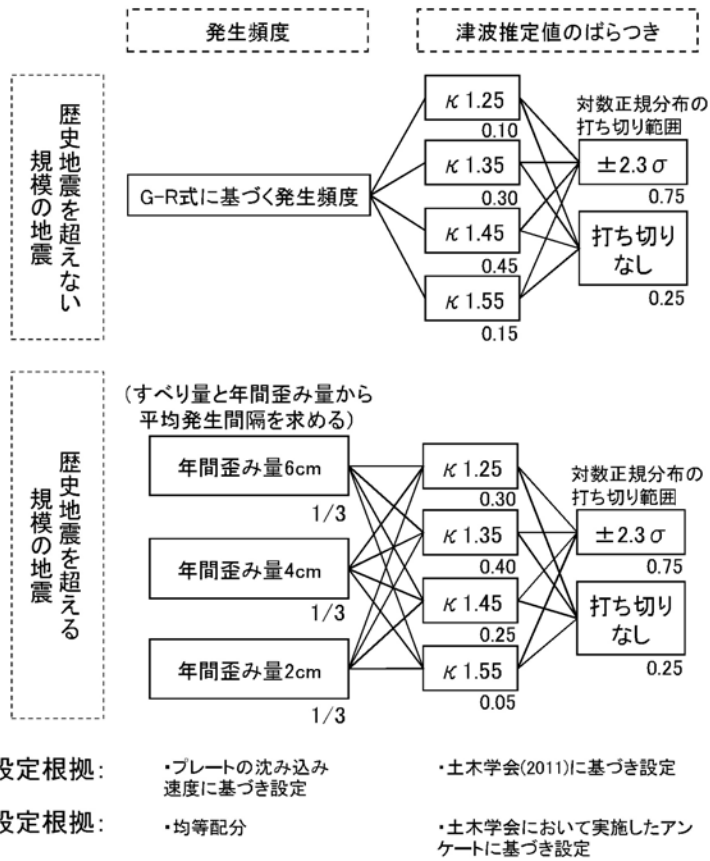 発生頻度
津波推定値のばらつき
歴史地震を超えない
規模の地震
G-R式に基づく発生頻度
κ1.25
0.10
κ1.35
0.30
κ1.45
0.45
κ1.55
0.15
対数正規分布の
打ち切り範囲
±2.3σ
0.75
打ち切り
なし
0.25
歴史地震を超える
規模の地震
(すべり量と年間歪み量から
平均発生間隔を求める)
年間歪み量6cm
1/3
年間歪み量4cm
1/3
年間歪み量2cm
1/3
κ1.25
0.30
κ1.35
0.40
κ1.45
0.25
κ1.55
0.05
対数正規分布の
打ち切り範囲
±2.3σ
0.75
打ち切り
なし
0.25
設定根拠:
・プレートの沈み込み
速度に基づき設定
・土木学会(2011)に基づき設定
設定根拠:
・均等配分
・土木学会において実施したアン
ケートに基づき設定